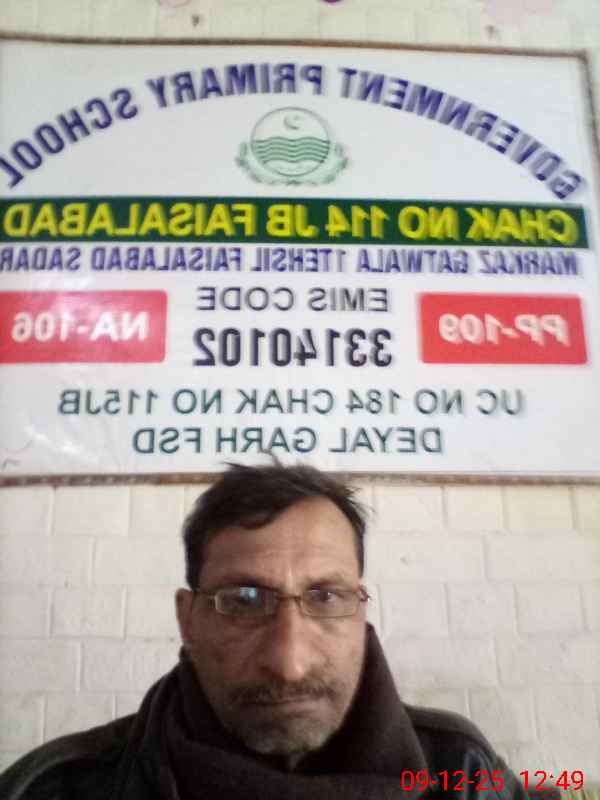 GOVERNMENT PRIMARY SCHOOL
CHAK NO 114 JB FAISALABAD
MARKAZ GATWALA 1TEHSIL FAISALABAD SADAR
PP-109
EMIS CODE
33140102
NA-106
UC NO 184 CHAK NO 115JB
DEYAL GARH FSD
09-12-25 12:49